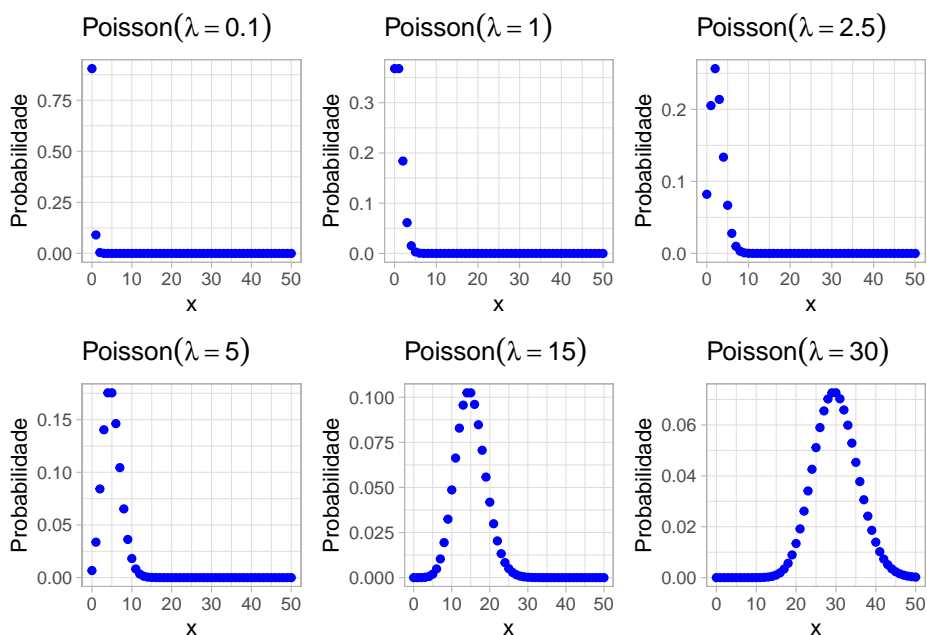 Poisson(λ = 0.1)
Poisson(λ = 1)
Poisson(λ = 2.5)
Probabilidade
0.75
0.50
0.25
0.00
0 10 20 30 40 50
x
Probabilidade
0.3
0.2
0.1
0.0
0 10 20 30 40 50
x
Probabilidade
0.2
0.1
0.0
0 10 20 30 40 50
x
Poisson(λ = 5)
Poisson(λ = 15)
Poisson(λ = 30)
Probabilidade
0.15
0.10
0.05
0.00
0 10 20 30 40 50
x
Probabilidade
0.100
0.075
0.050
0.025
0.000
0 10 20 30 40 50
x
Probabilidade
0.06
0.04
0.02
0.00
0 10 20 30 40 50
x